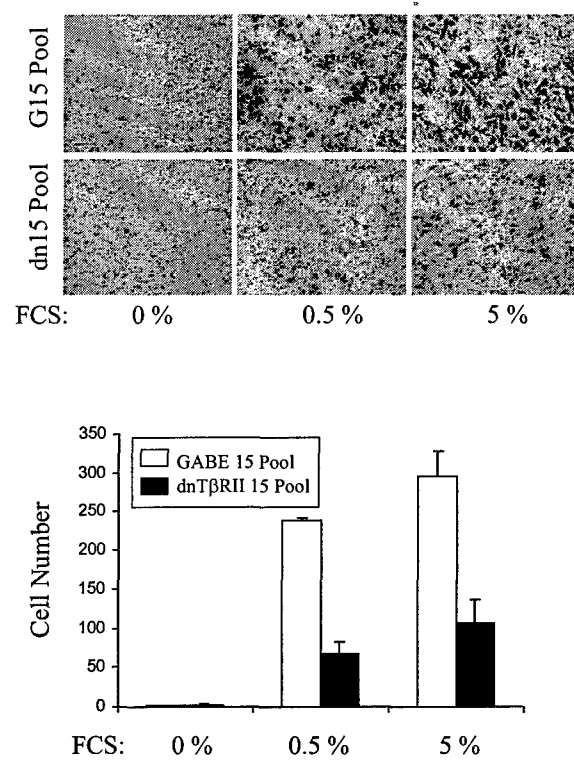 G15 Pool
dn15 Pool
FCS: 0 % 0.5 % 5 %
350
300
250
200
150
100
50
0
Cell Number
GABE 15 Pool
dnTβRII 15 Pool
FCS: 0 % 0.5 % 5 %